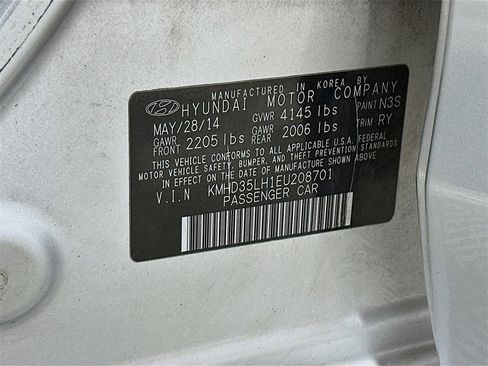 MANUFACTURED IN KOREA BY
HYUNDAI MOTOR COMPANY
MAY/28/14 GVWR 4145 lbs PAINT N3S
GAWR FRONT 2205 lbs GAWR REAR 2006 lbs TRIM RY
THIS VEHICLE CONFORMS TO ALL APPLICABLE U.S.A. FEDERAL
MOTOR VEHICLE SAFETY, BUMPER, AND THEFT PREVENTION
STANDARDS IN EFFECT ON THE DATE OF MANUFACTURE
SHOWN ABOVE.
V.I.N KMHD35LH1EU208701
PASSENGER CAR